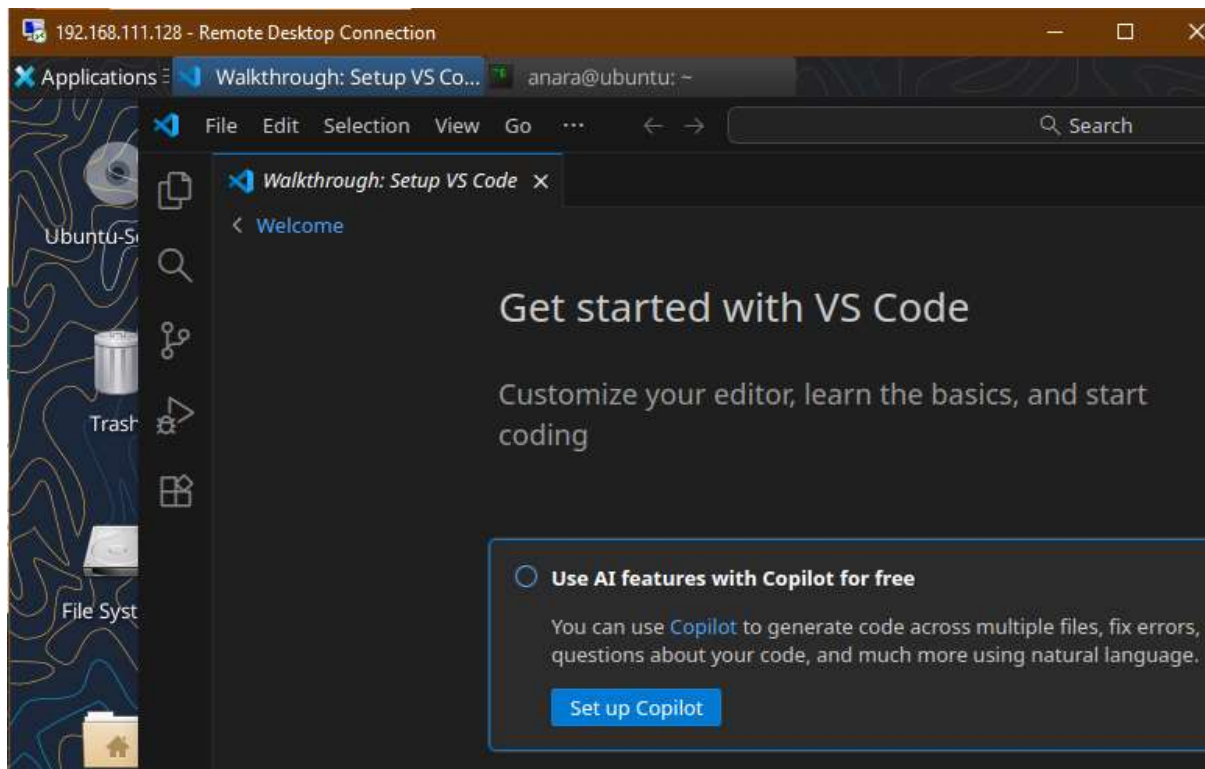 192.168.111.128 - Remote Desktop Connection
Applications Walkthrough: Setup VS Co... anara@ubuntu: ~
File Edit Selection View Go ··· Search
Walkthrough: Setup VS Code
Welcome
Ubuntu-Se
Get started with VS Code
Customize your editor, learn the basics, and start
coding
Trash
Use AI features with Copilot for free
File Syst
You can use Copilot to generate code across multiple files, fix errors,
questions about your code, and much more using natural language.
Set up Copilot